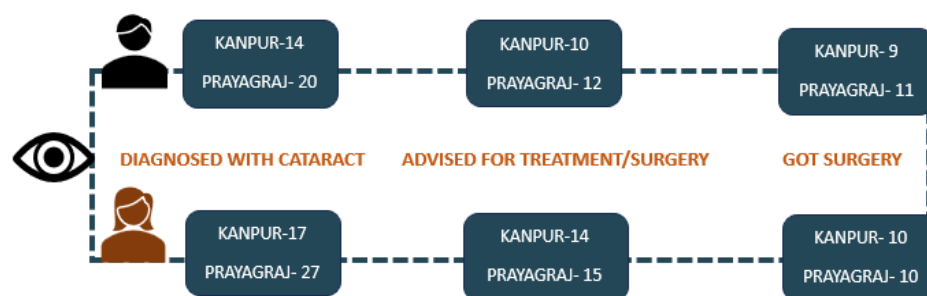 KANPUR-14
PRAYAGRAJ- 20
KANPUR-10
PRAYAGRAJ- 12
KANPUR- 9
PRAYAGRAJ- 11
DIAGNOSED WITH CATARACT
ADVISED FOR TREATMENT/SURGERY
GOT SURGERY
KANPUR-17
PRAYAGRAJ- 27
KANPUR-14
PRAYAGRAJ- 15
KANPUR- 10
PRAYAGRAJ- 10